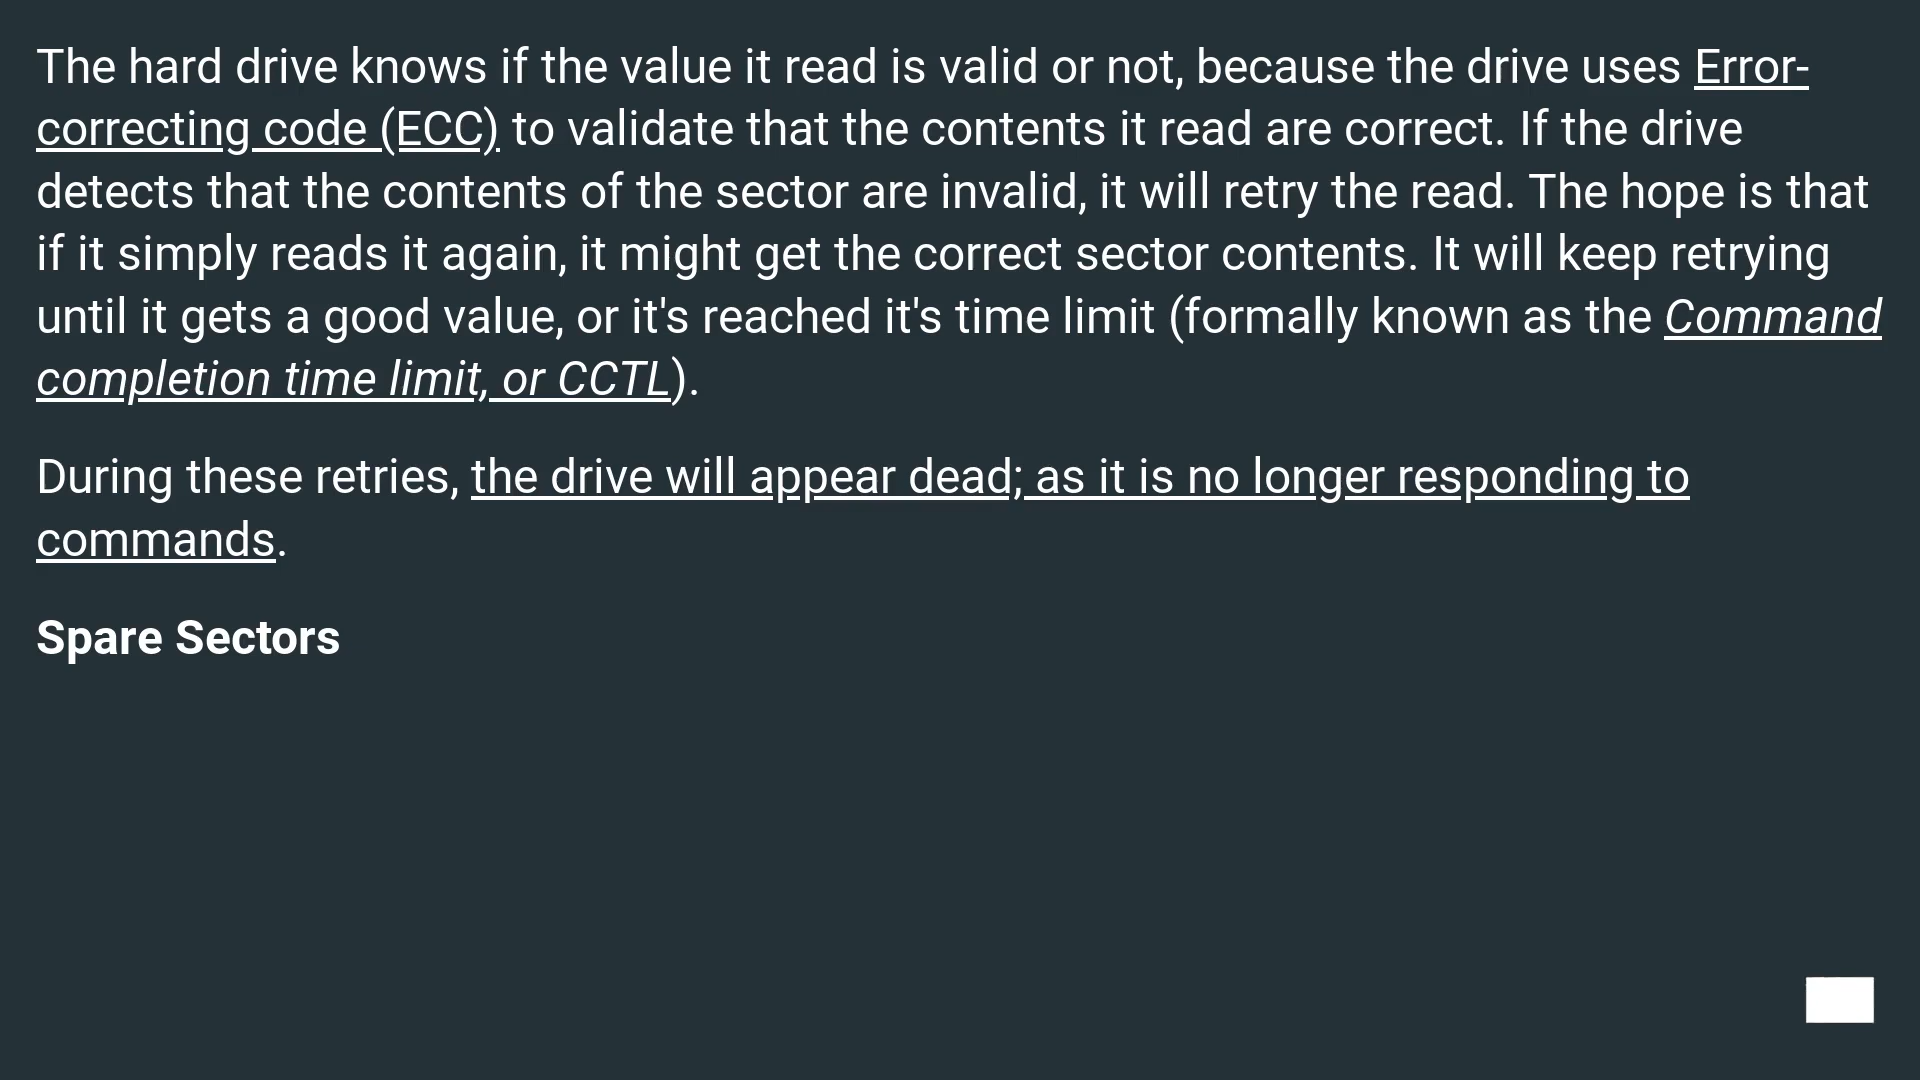 The hard drive knows if the value it read is valid or not, because the drive uses Error-
correcting code (ECC) to validate that the contents it read are correct. If the drive
detects that the contents of the sector are invalid, it will retry the read. The hope is that
if it simply reads it again, it might get the correct sector contents. It will keep retrying
until it gets a good value, or it's reached it's time limit (formally known as the Command
completion time limit, or CCTL).
During these retries, the drive will appear dead; as it is no longer responding to
commands.
Spare Sectors